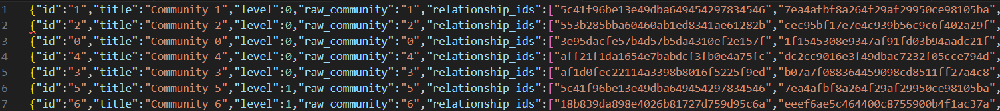 1 {"id":"1","title":"Community 1","level":0,"raw_community":"1","relationship_ids":["5c41f96be13e49dba649454297834546","7ea4afbf8a264f29af29950ce98105ba",
2 {"id":"2","title":"Community 2","level":0,"raw_community":"2","relationship_ids":["553b285bba60460ab1ed8341ae61282b","cec95bf17e7e4c939b56c9c6f402a29f",
3 {"id":"0","title":"Community 0","level":0,"raw_community":"0","relationship_ids":["3e95dacfe57b4d57b5da4310ef2e157f","1f1545308e9347af91fd03b94aadc21f",
4 {"id":"4","title":"Community 4","level":0,"raw_community":"4","relationship_ids":["aff21f1da1654e7babdcf3fb0e4a75fc","dc2cc9016e3f49dbac7232f05cce794d",
5 {"id":"3","title":"Community 3","level":0,"raw_community":"3","relationship_ids":["af1d0fec22114a3398b8016f5225f9ed","b07a7f088364459098cd8511ff27a4c8",
6 {"id":"5","title":"Community 5","level":1,"raw_community":"5","relationship_ids":["5c41f96be13e49dba649454297834546","7ea4afbf8a264f29af29950ce98105ba",
7 {"id":"6","title":"Community 6","level":1,"raw_community":"6","relationship_ids":["18b839da898e4026b81727d759d95c6a","eeef6ae5c464400c8755900b4f1ac37a",